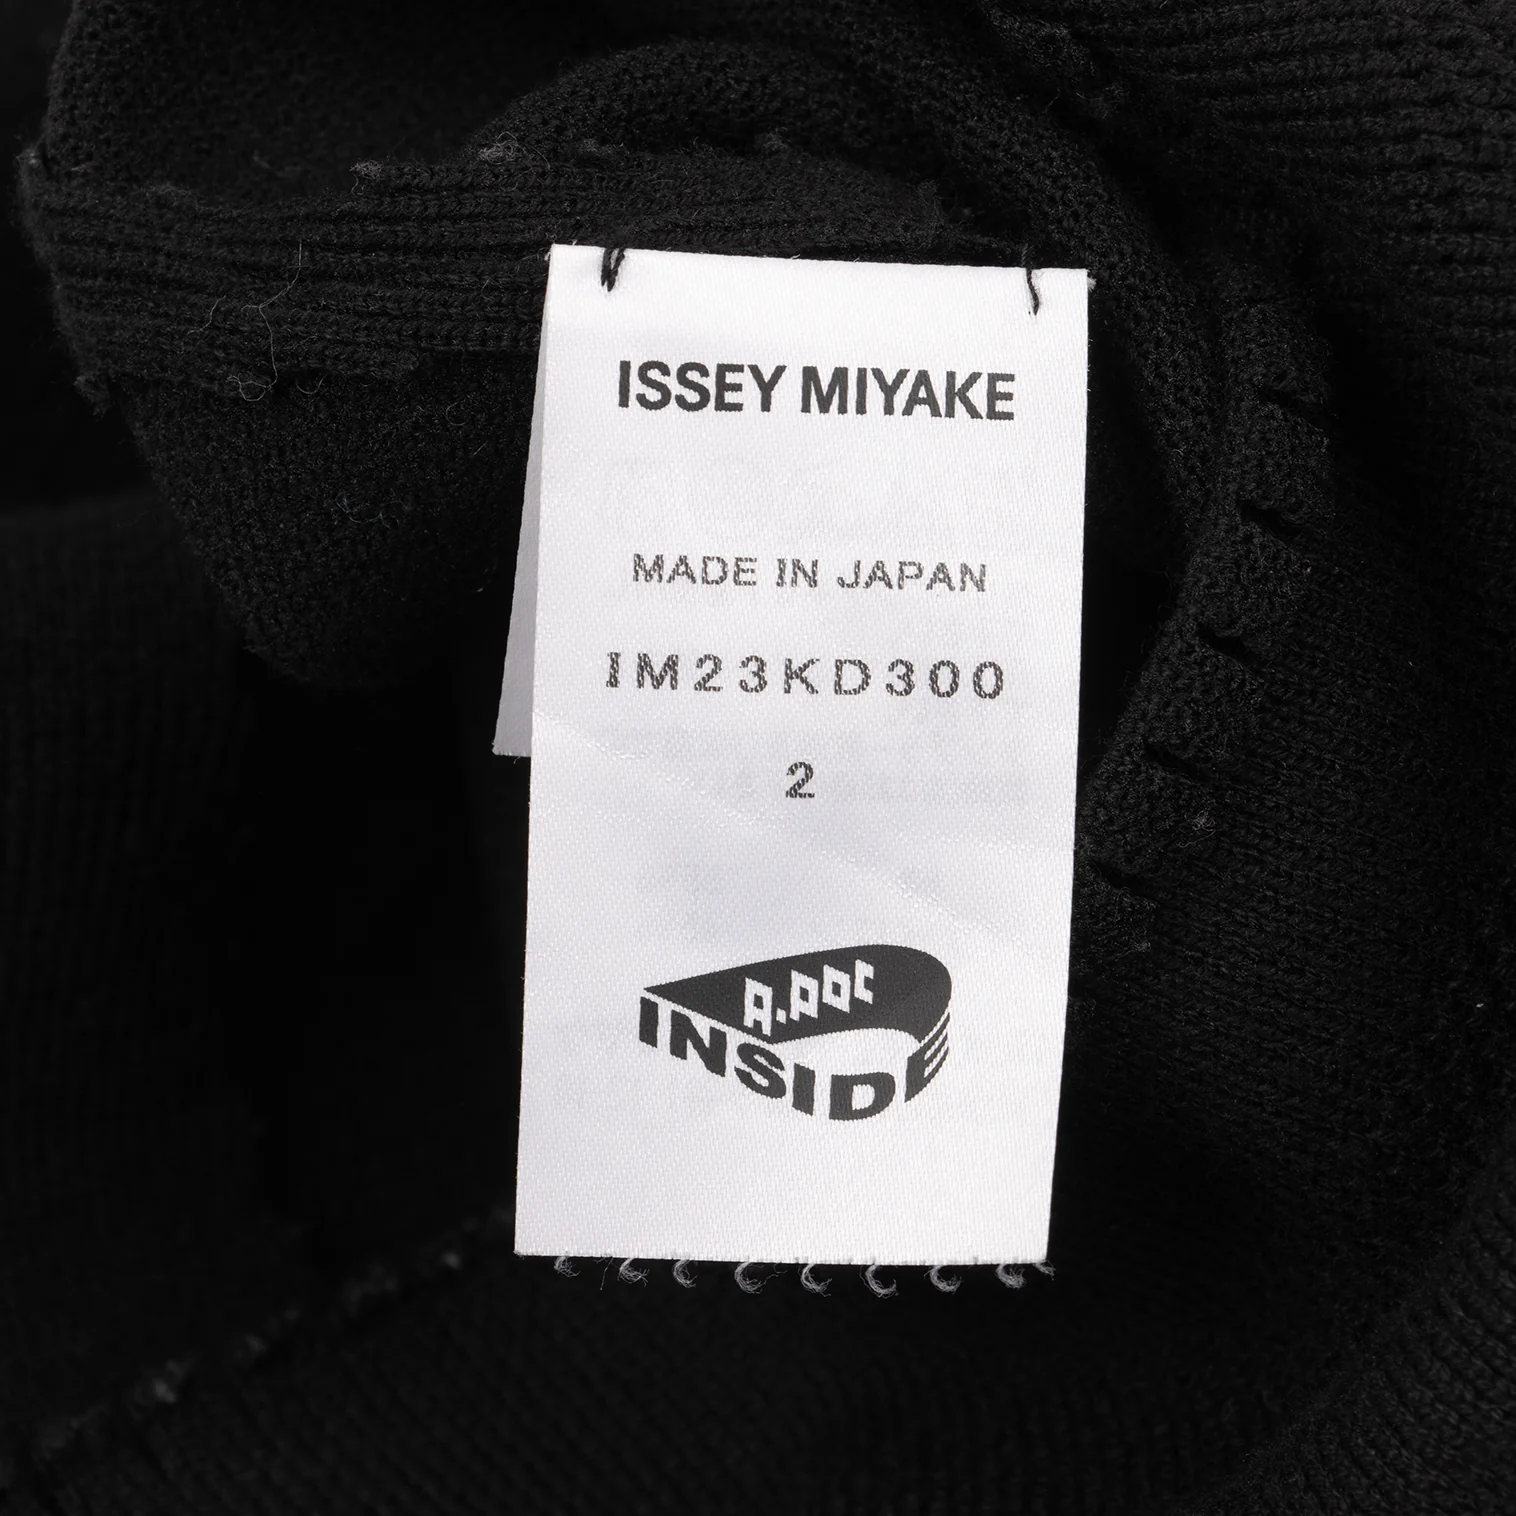 ISSEY MIYAKE
MADE IN JAPAN
IM23KD300
2
A.POC
INSIDE